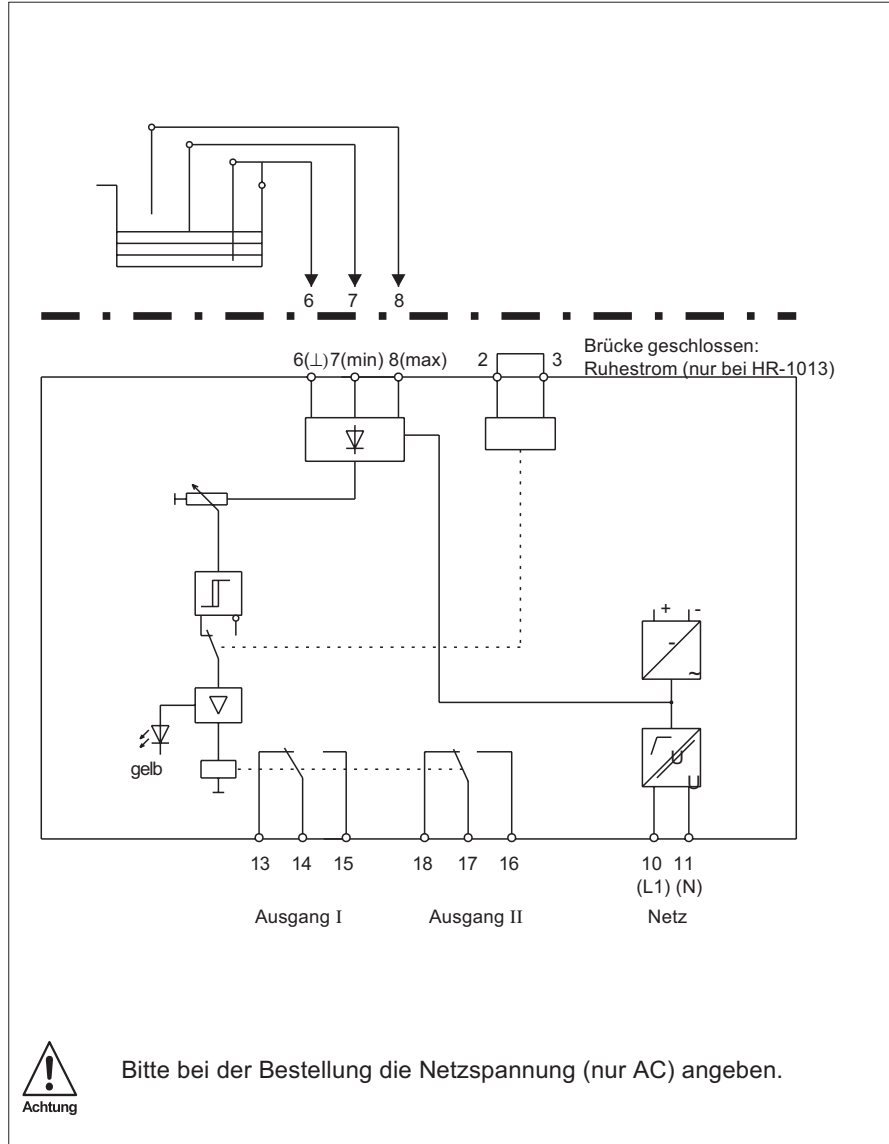 6 7 8
6(⊥)7(min) 8(max) 2 3
Brücke geschlossen:
Ruhestrom (nur bei HR-1013)
+ -
-
~
gelb
U
U
13 14 15 18 17 16 10 11
(L1) (N)
Ausgang I Ausgang II Netz
Bitte bei der Bestellung die Netzspannung (nur AC) angeben.
!
Achtung